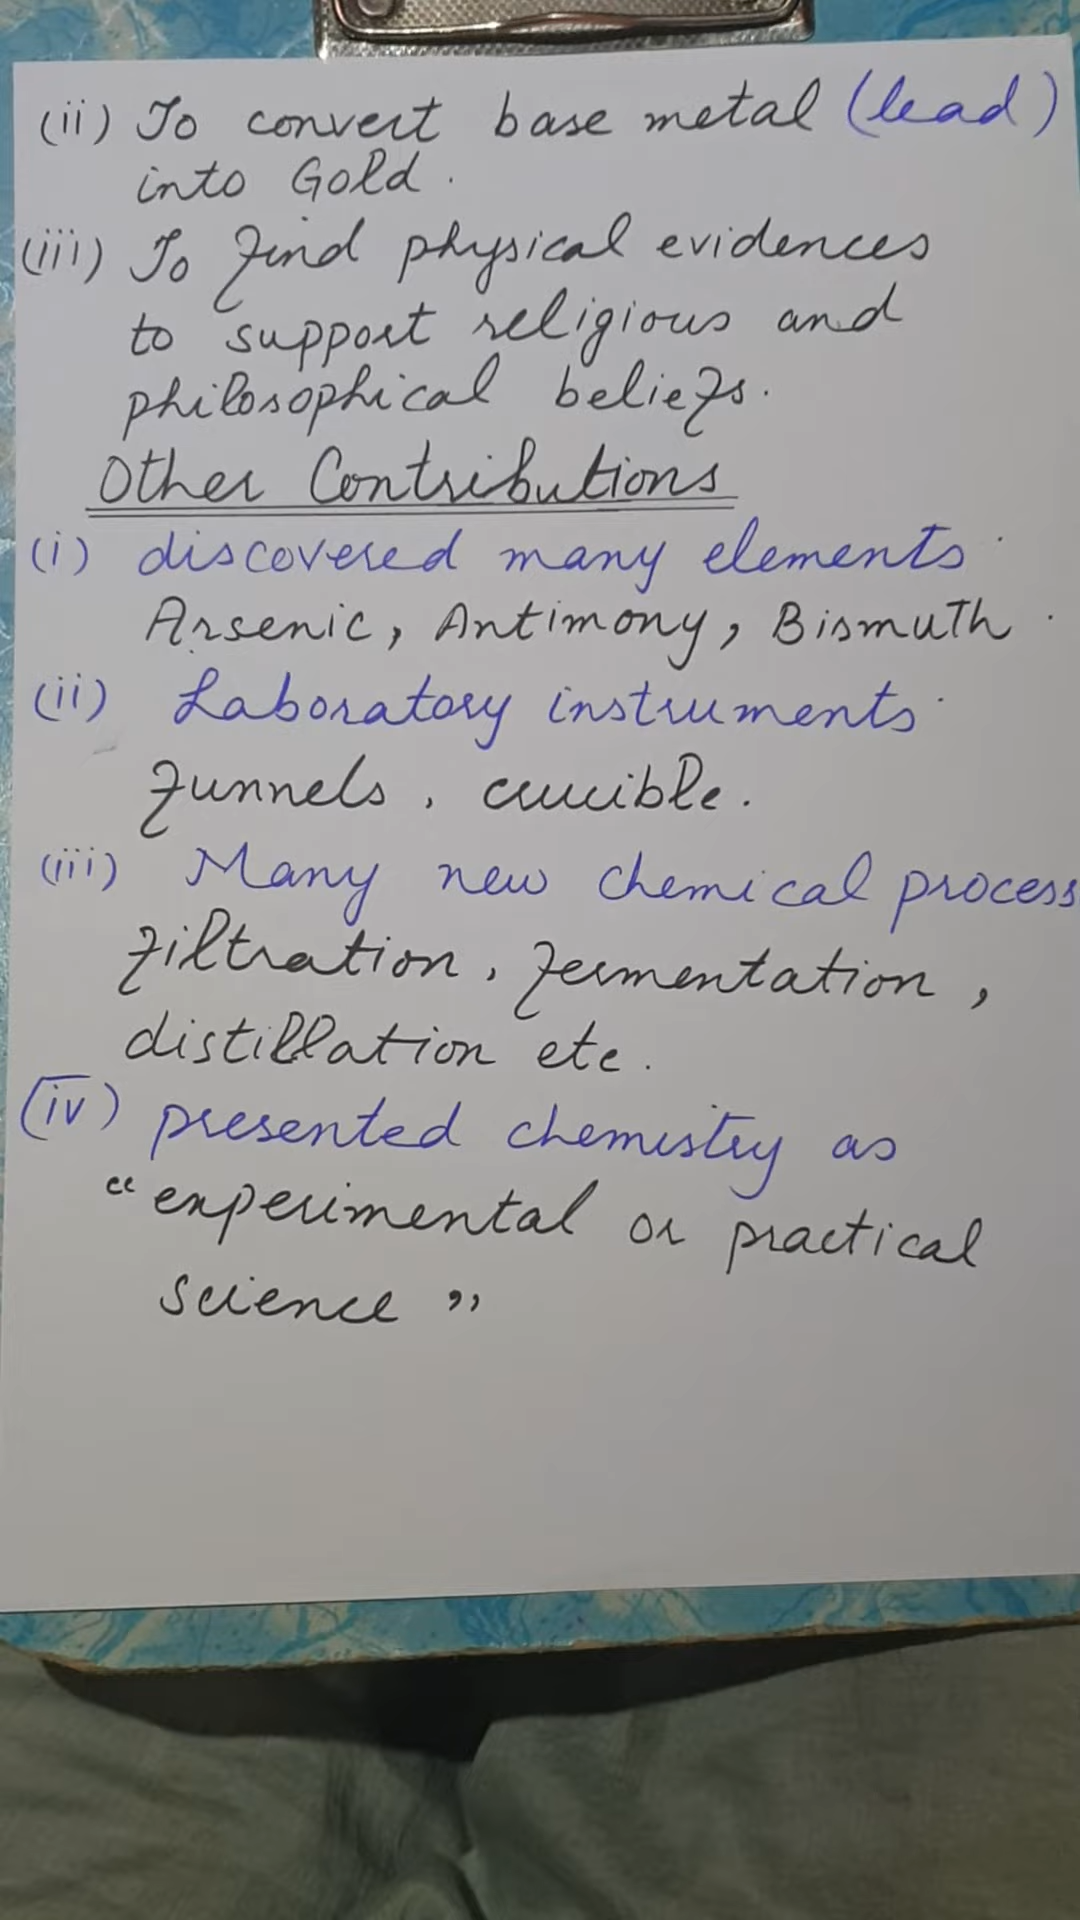 (ii) To convert base metal (lead)
into Gold.
(iii) To find physical evidences
to support religious and
philosophical beliefs.
Other Contributions
(i) discovered many elements
Arsenic, Antimony, Bismuth.
(ii) Laboratory instruments
funnels, crucible.
(iii) Many new chemical process
filtration, fermentation,
distillation etc.
(iv) presented chemistry as
"experimental or practical
science"